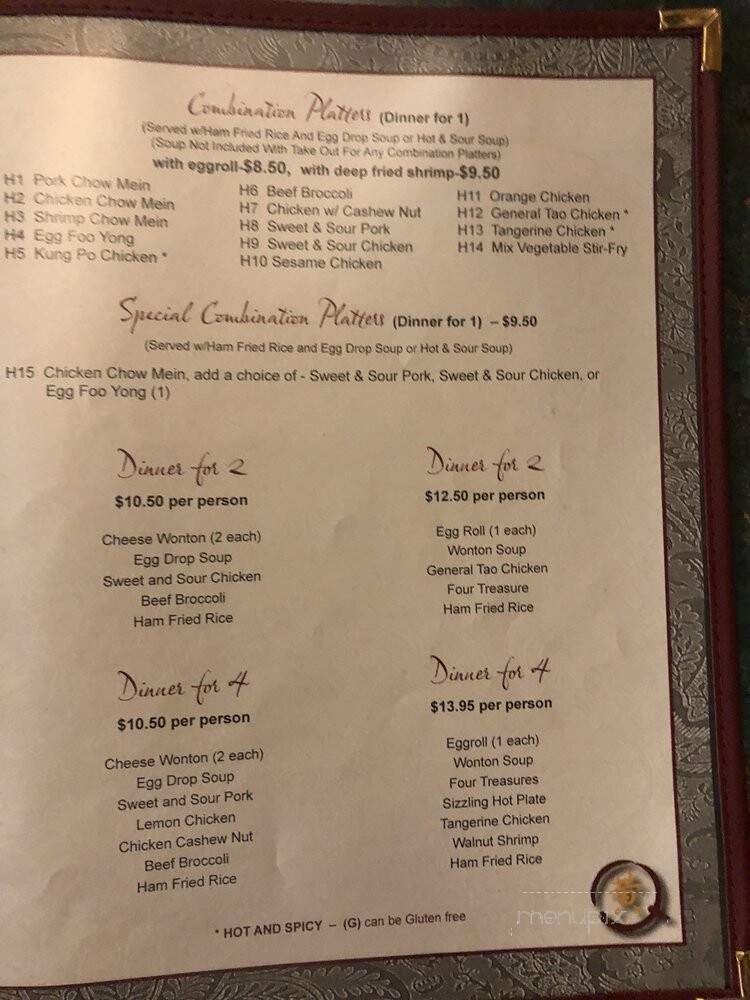 Combination Platters (Dinner for 1)
(Served w/Ham Fried Rice And Egg Drop Soup or Hot & Sour Soup)
(Soup Not Included With Take Out For Any Combination Platters)
with eggroll-$8.50, with deep fried shrimp-$9.50
H1 Pork Chow Mein
H2 Chicken Chow Mein
H3 Shrimp Chow Mein
H4 Egg Foo Yong
H5 Kung Po Chicken *
H6 Beef Broccoli
H7 Chicken w/ Cashew Nut
H8 Sweet & Sour Pork
H9 Sweet & Sour Chicken
H10 Sesame Chicken
H11 Orange Chicken
H12 General Tao Chicken *
H13 Tangerine Chicken *
H14 Mix Vegetable Stir-Fry
Special Combination Platters (Dinner for 1) – $9.50
(Served w/Ham Fried Rice and Egg Drop Soup or Hot & Sour Soup)
H15 Chicken Chow Mein, add a choice of - Sweet & Sour Pork, Sweet & Sour Chicken, or
Egg Foo Yong (1)
Dinner for 2
$10.50 per person
Cheese Wonton (2 each)
Egg Drop Soup
Sweet and Sour Chicken
Beef Broccoli
Ham Fried Rice
Dinner for 2
$12.50 per person
Egg Roll (1 each)
Wonton Soup
General Tao Chicken
Four Treasure
Ham Fried Rice
Dinner for 4
$10.50 per person
Cheese Wonton (2 each)
Egg Drop Soup
Sweet and Sour Pork
Lemon Chicken
Chicken Cashew Nut
Beef Broccoli
Ham Fried Rice
Dinner for 4
$13.95 per person
Eggroll (1 each)
Wonton Soup
Four Treasures
Sizzling Hot Plate
Tangerine Chicken
Walnut Shrimp
Ham Fried Rice
* HOT AND SPICY – (G) can be Gluten free
menupix